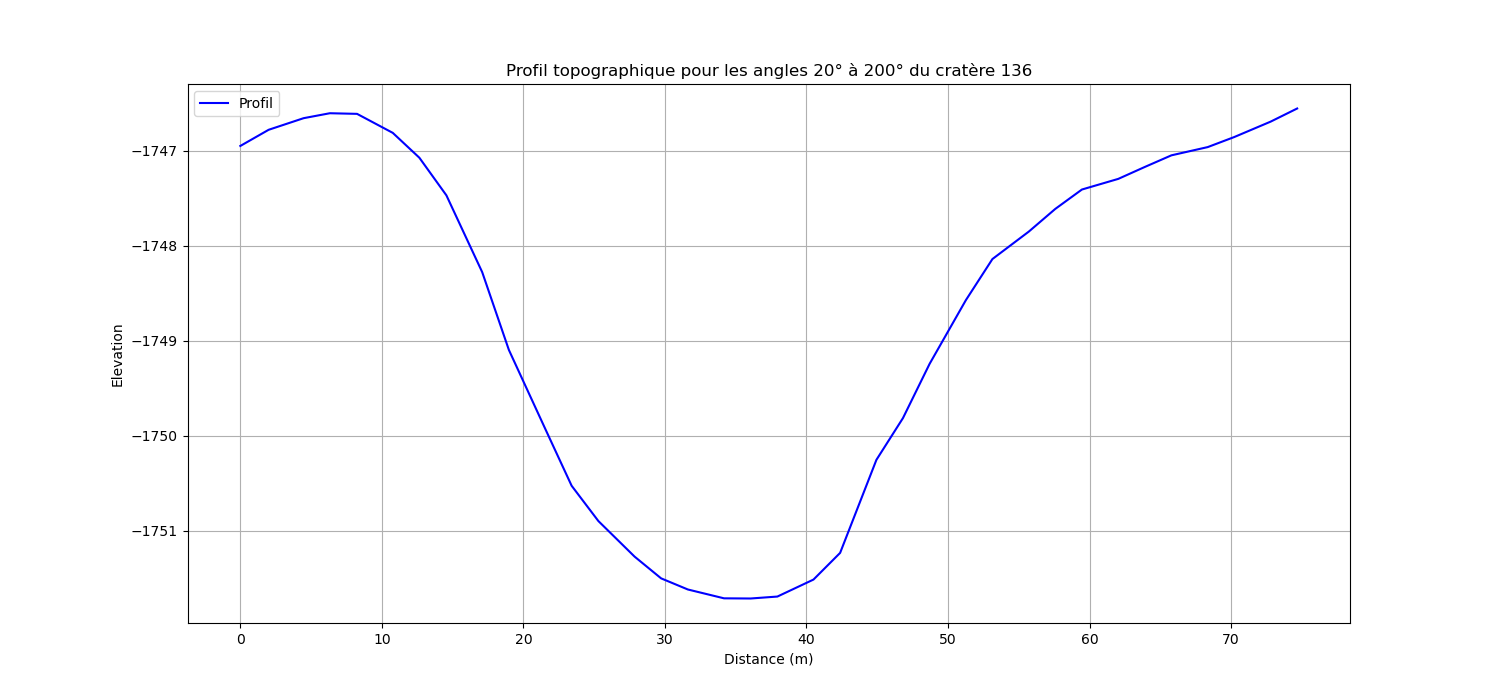 Profil topographique pour les angles 20° à 200° du cratère 136
Profil
−1747
−1748
−1749
−1750
−1751
Elevation
0 10 20 30 40 50 60 70
Distance (m)